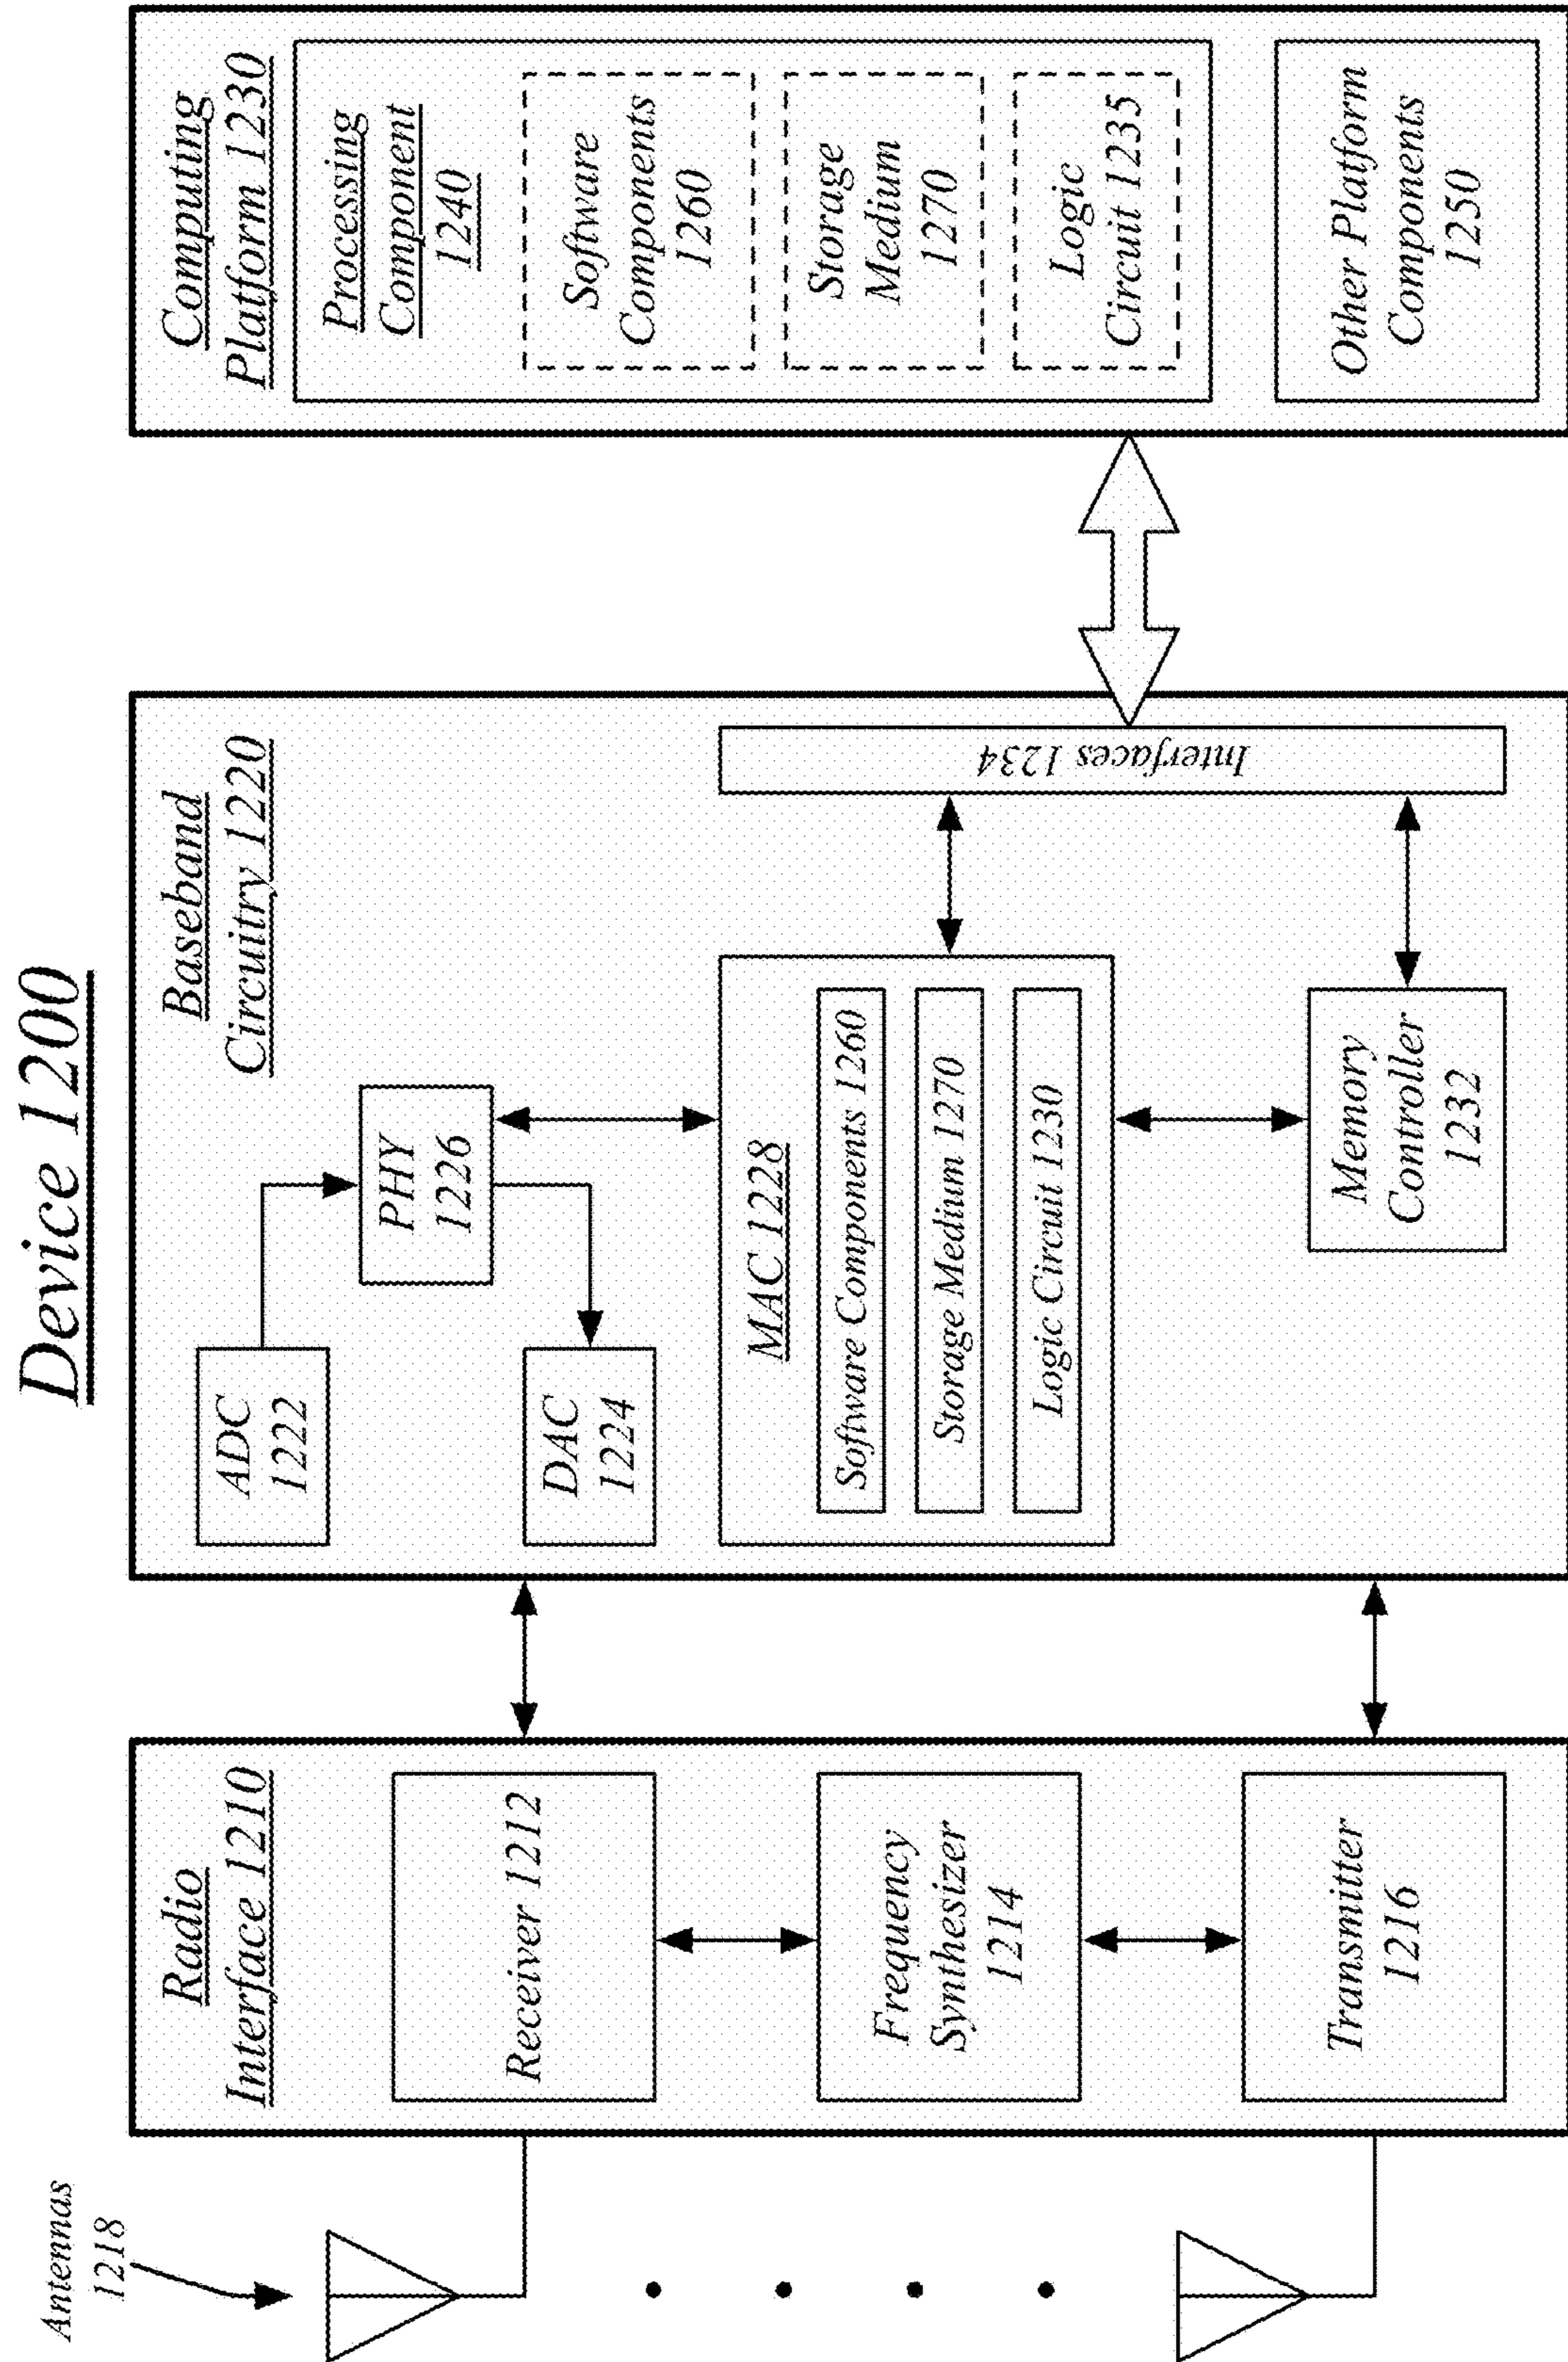 Device 1200
Antennas
1218
Radio
Interface 1210
Receiver 1212
Frequency
Synthesizer
1214
Transmitter
1216
Baseband
Circuitry 1220
ADC
1222
PHY
1226
DAC
1224
MAC 1228
Software Components 1260
Storage Medium 1270
Logic Circuit 1230
Memory
Controller
1232
Interfaces 1234
Computing
Platform 1230
Processing
Component
1240
Software
Components
1260
Storage
Medium
1270
Logic
Circuit 1235
Other Platform
Components
1250